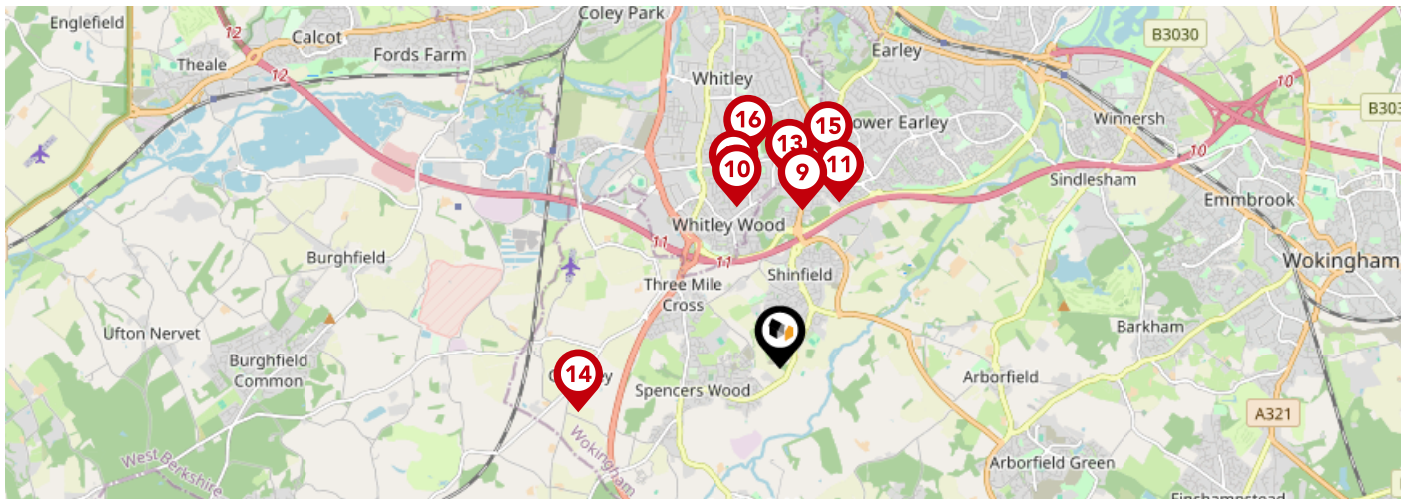 Coley Park
Englefield
12
Calcot
B3030
Fords Farm
Earley
Theale
12
Whitley
10
B303
16
15
ower Earley
Winnersh
13
10
10
9
11
Sindlesham
Emmbrook
Whitley Wood
11
11
Burghfield
Wokingham
Shinfield
Three Mile
Cross
Ufton Nervet
Barkham
Burghfield
Common
14
Spencers Wood
Arborfield
A321
West Berkshire
Wokingham
Arborfield Green
Finchampstead